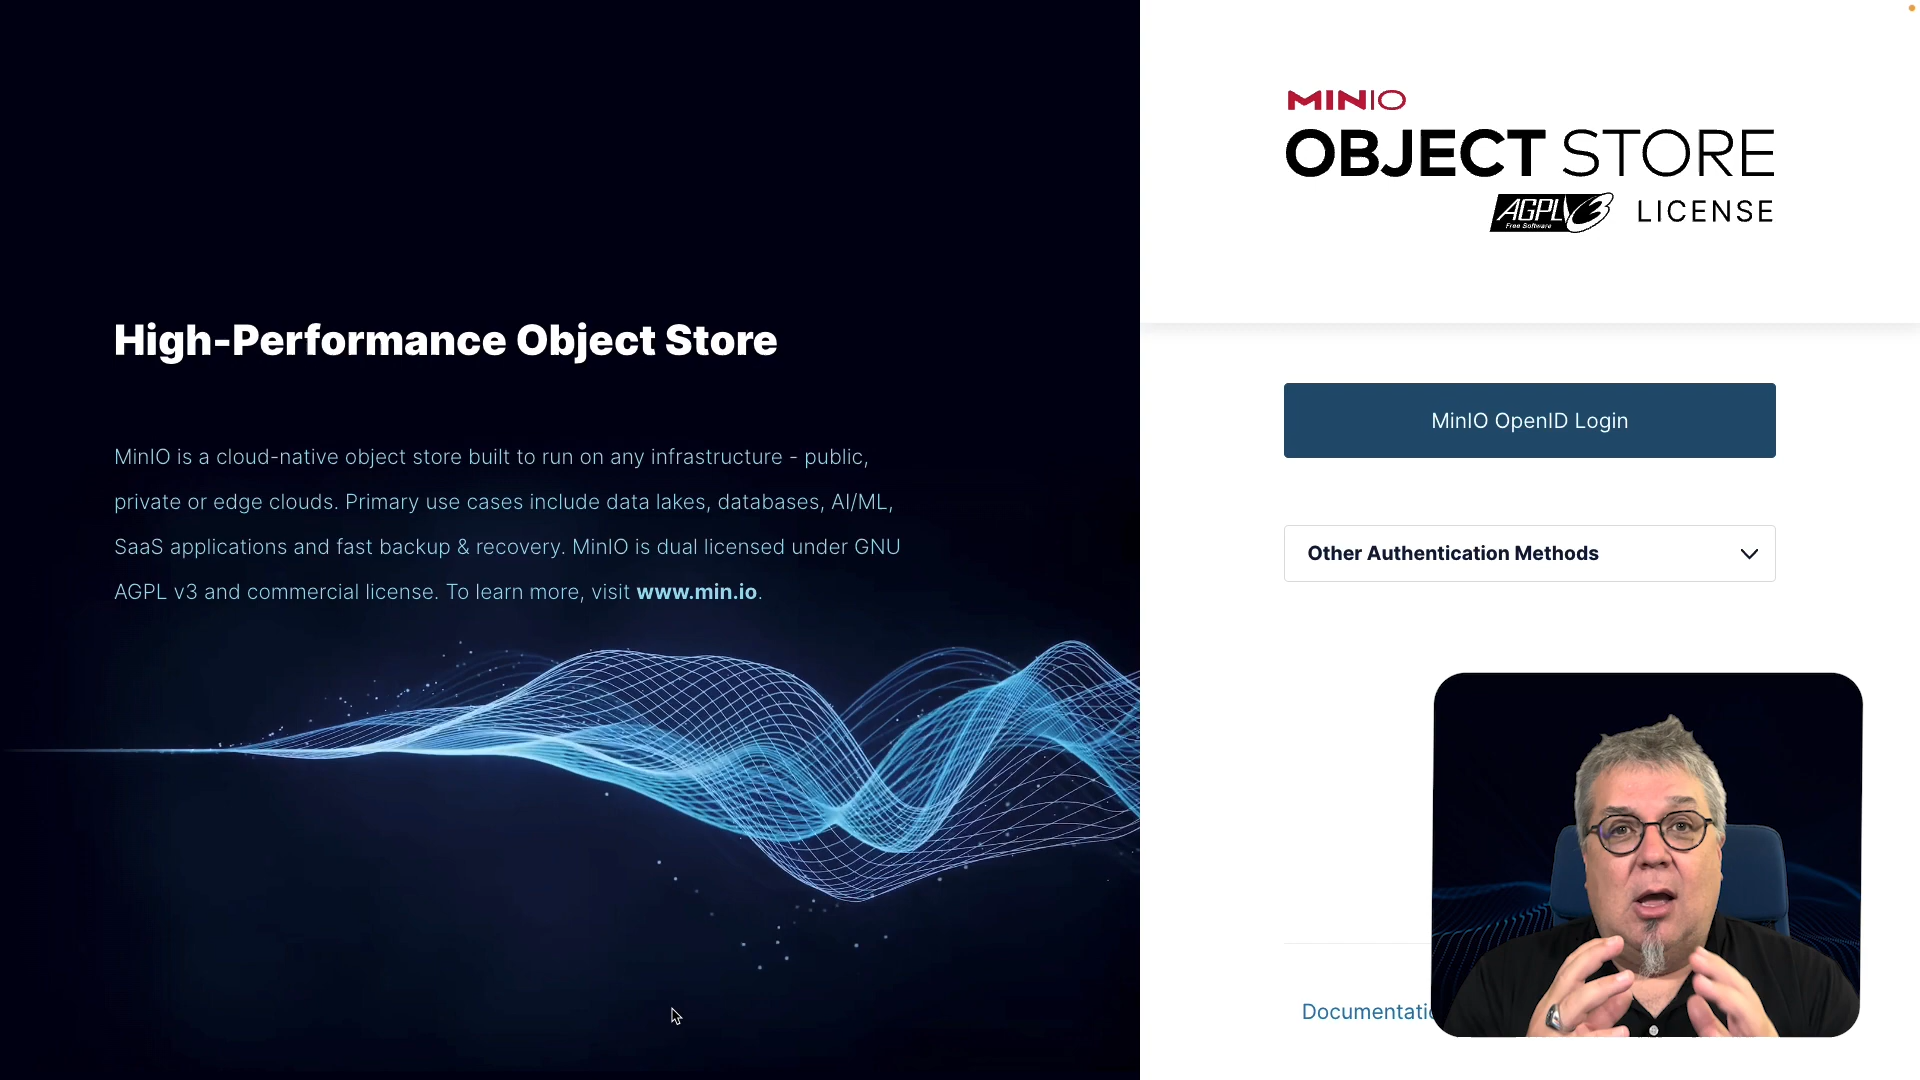 High-Performance Object Store
MinIO is a cloud-native object store built to run on any infrastructure - public,
private or edge clouds. Primary use cases include data lakes, databases, AI/ML,
SaaS applications and fast backup & recovery. MinIO is dual licensed under GNU
AGPL v3 and commercial license. To learn more, visit www.min.io.
MINIO
OBJECT STORE
AGPLv3 LICENSE
Free Software
MinIO OpenID Login
Other Authentication Methods
Documentati